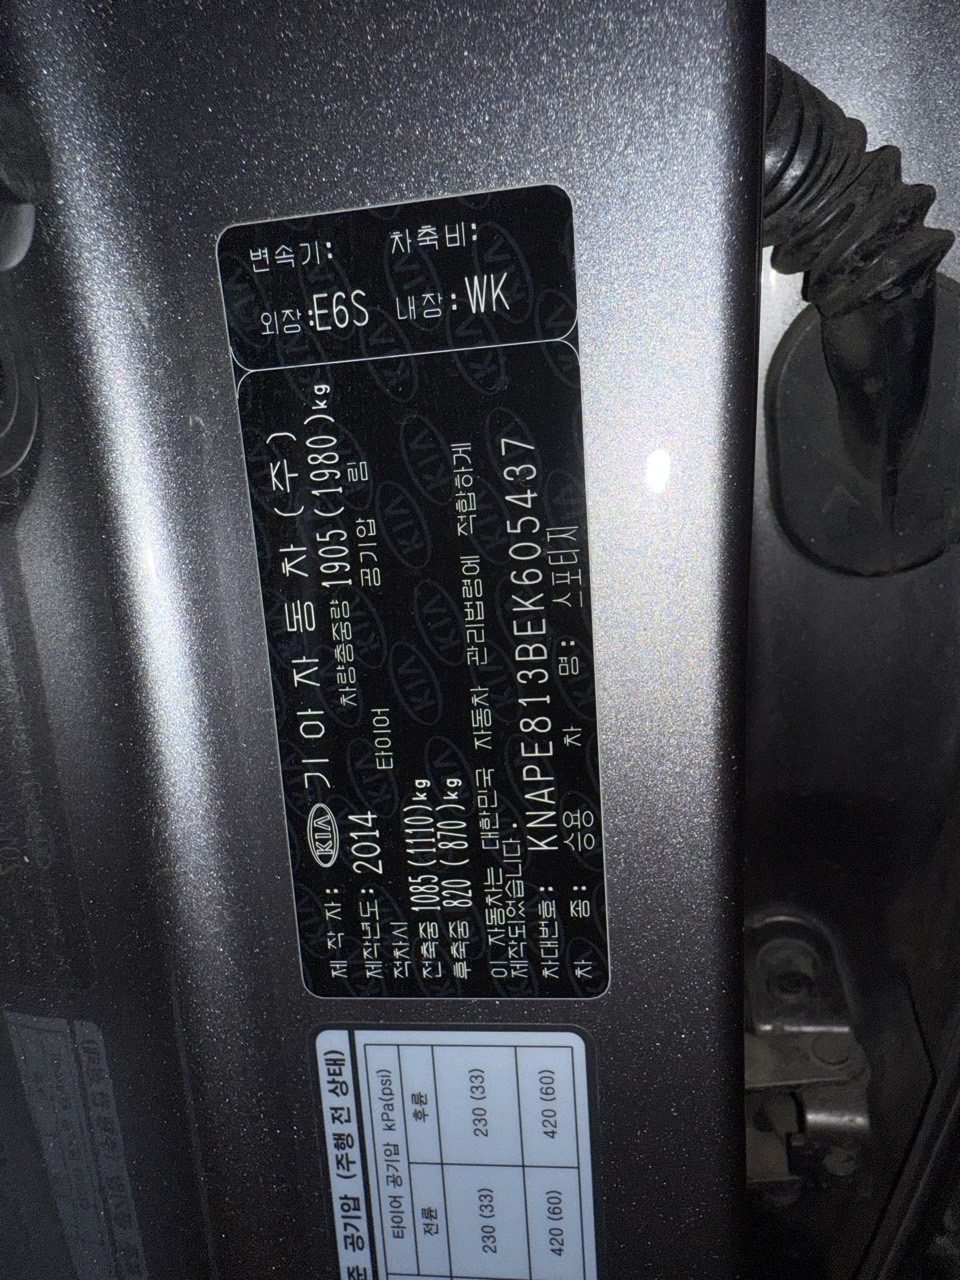 변속기: 차축비:
외장:E6S 내장:WK
제 작 자: KIA 기아자동차(주)
제작년도: 2014 차량총중량 1905(1980)kg
적차시 타이어 공기압 림
전축중 1085(1110)kg
후축중 820( 870)kg
이 자동차는 대한민국 자동차 관리법령에 적합하게
제작되었습니다.
차대번호: KNAPE813BEK605437
차 종: 승용 차 명: 스포티지
준 공기압 (주행 전 상태)
타이어 공기압 kPa(psi)
전륜 후륜
230 (33) 230 (33)
420 (60) 420 (60)